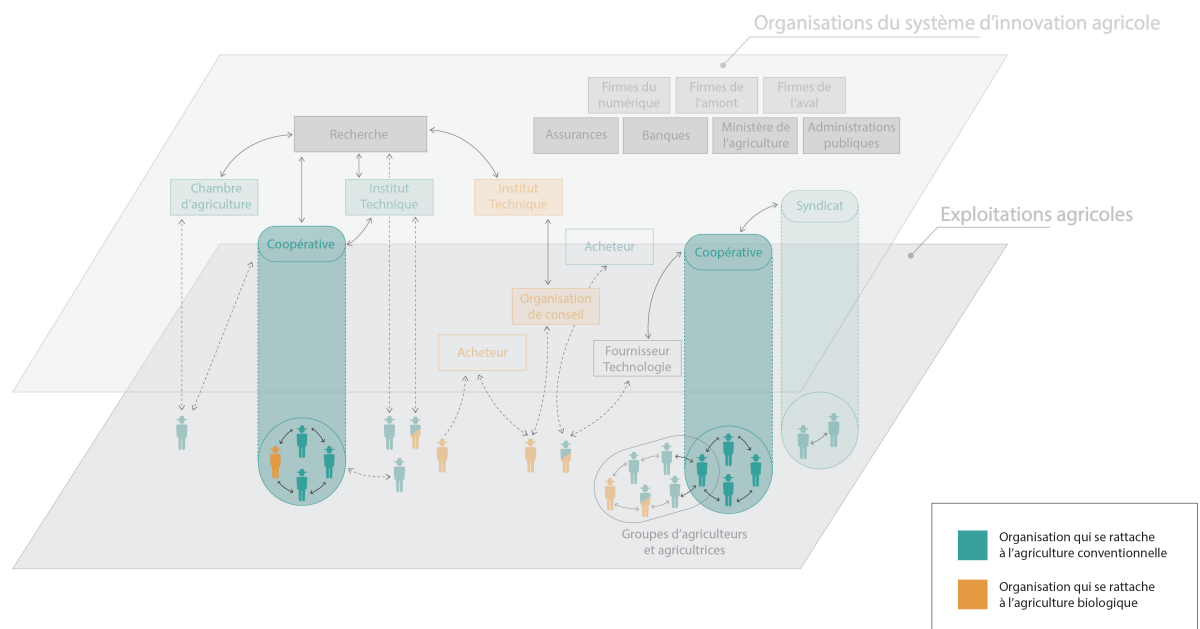 Organisations du système d'innovation agricole
Firmes du
numérique
Firmes de
l'amont
Firmes de
l'aval
Assurances
Banques
Ministère de
l'agriculture
Administrations
publiques
Recherche
Chambre
d'agriculture
Institut
Technique
Institut
Technique
Syndicat
Exploitations agricoles
Coopérative
Acheteur
Coopérative
Organisation
de conseil
Acheteur
Fournisseur
Technologie
Groupes d'agriculteurs
et agricultrices
Organisation qui se rattache
à l'agriculture conventionnelle
Organisation qui se rattache
à l'agriculture biologique